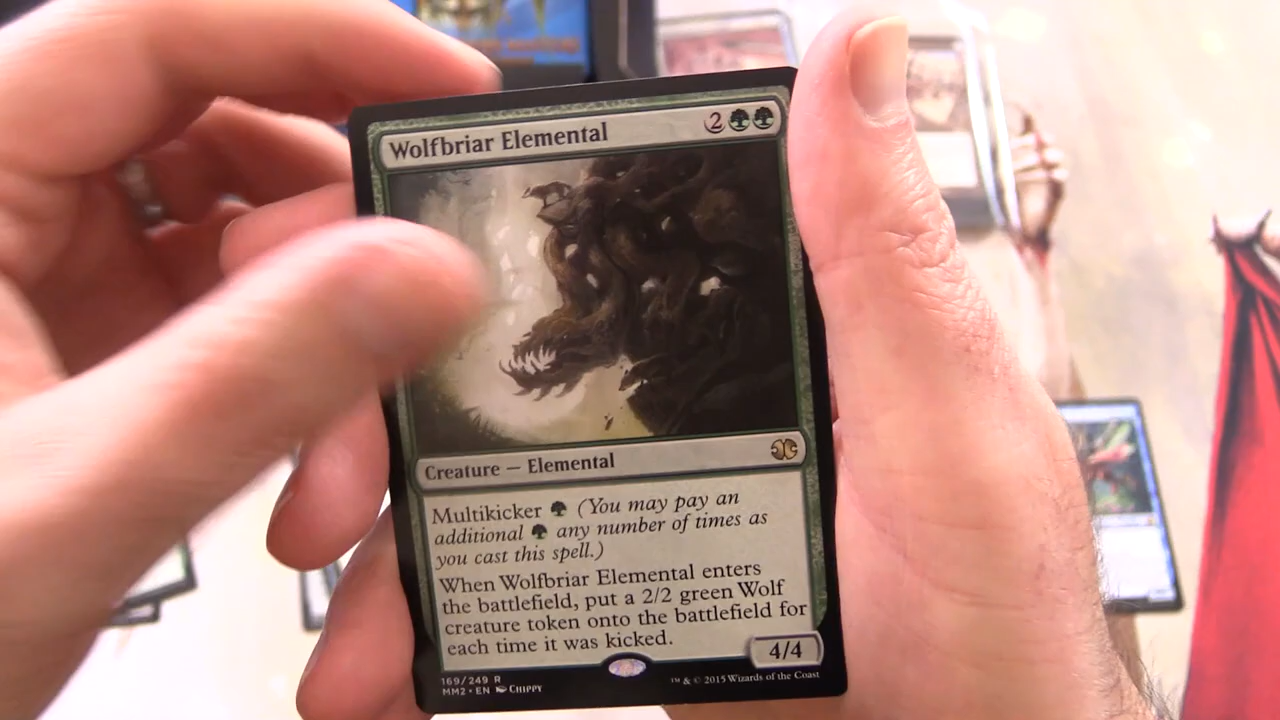 Wolfbriar Elemental 2
Creature — Elemental
Multikicker (You may pay an
additional any number of times as
you cast this spell.)
When Wolfbriar Elemental enters
the battlefield, put a 2/2 green Wolf
creature token onto the battlefield for
each time it was kicked.
4/4
169/249 R
MM2 • EN CHIPPY
™ & © 2015 Wizards of the Coast